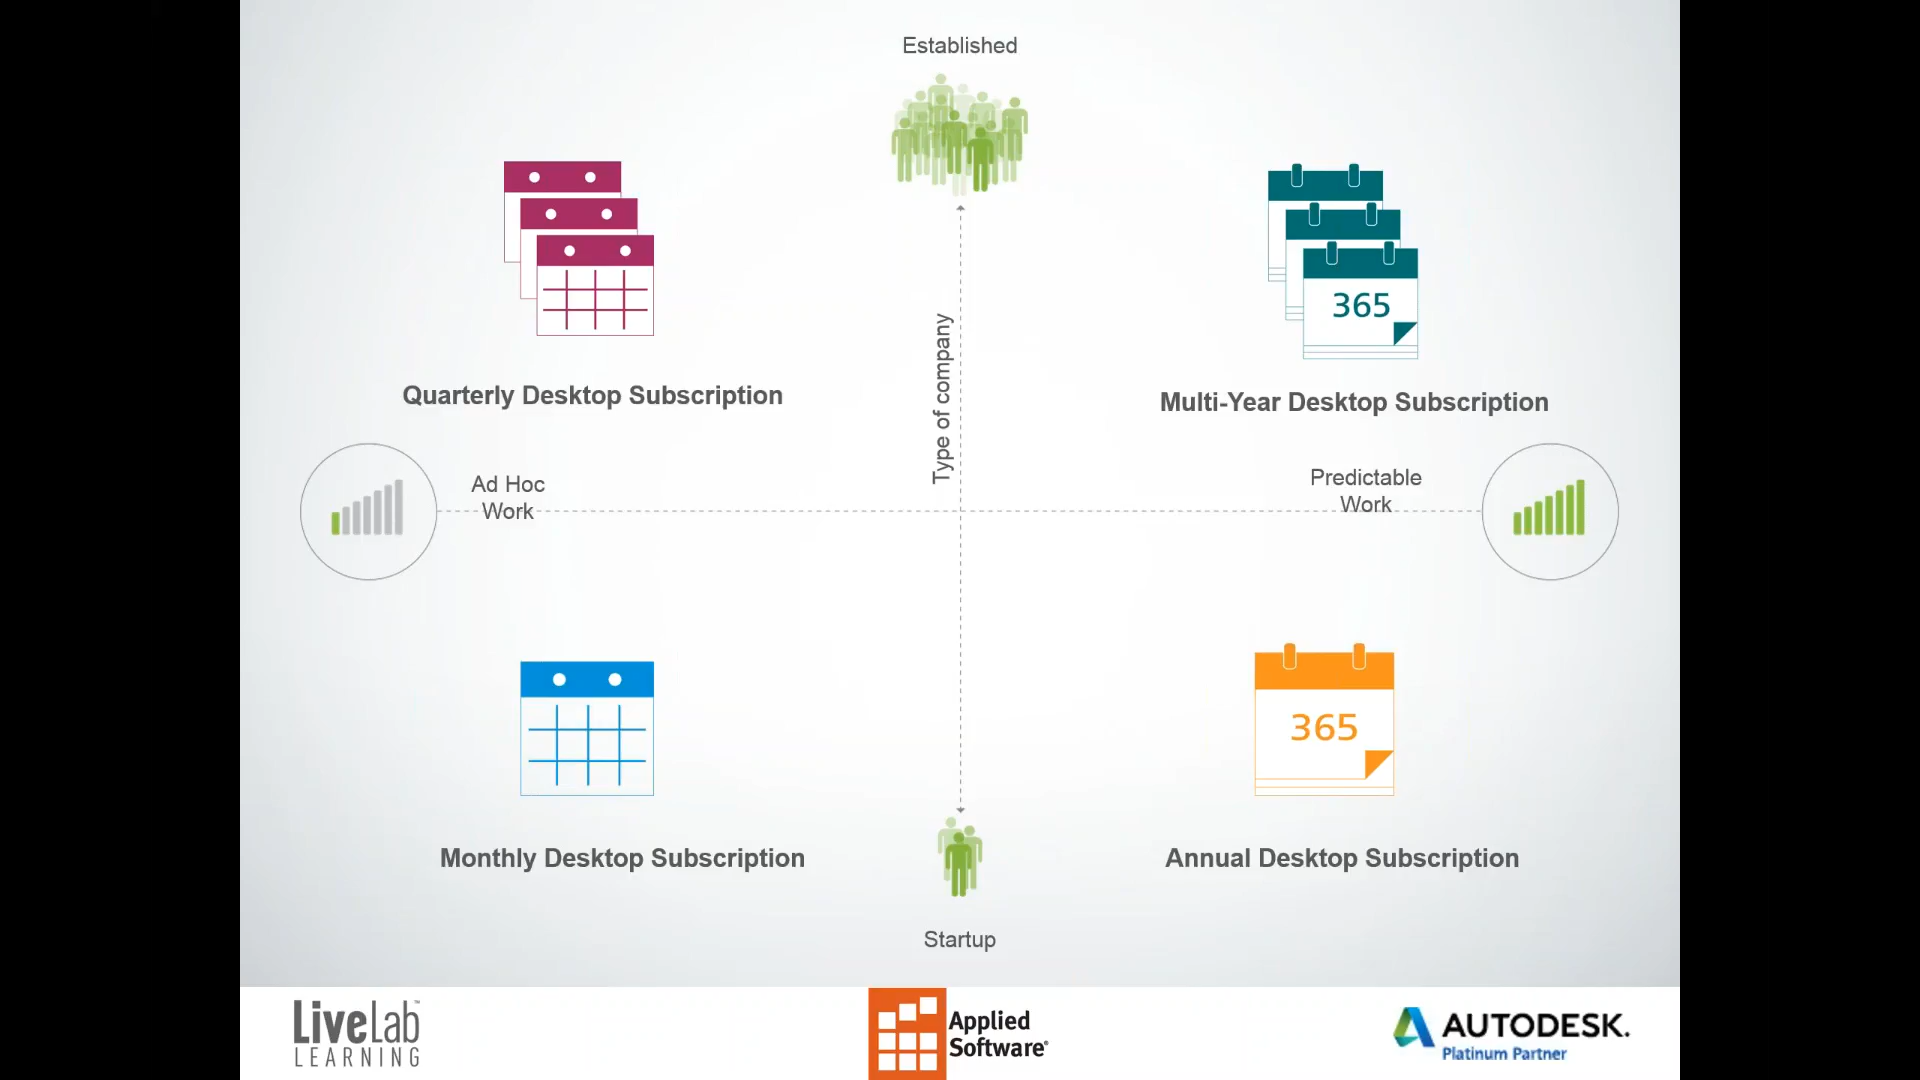 Established
365
Quarterly Desktop Subscription
Multi-Year Desktop Subscription
Type of company
Ad Hoc
Work
Predictable
Work
365
Monthly Desktop Subscription
Annual Desktop Subscription
Startup
LiveLab™
LEARNING
Applied
Software®
AUTODESK.
Platinum Partner